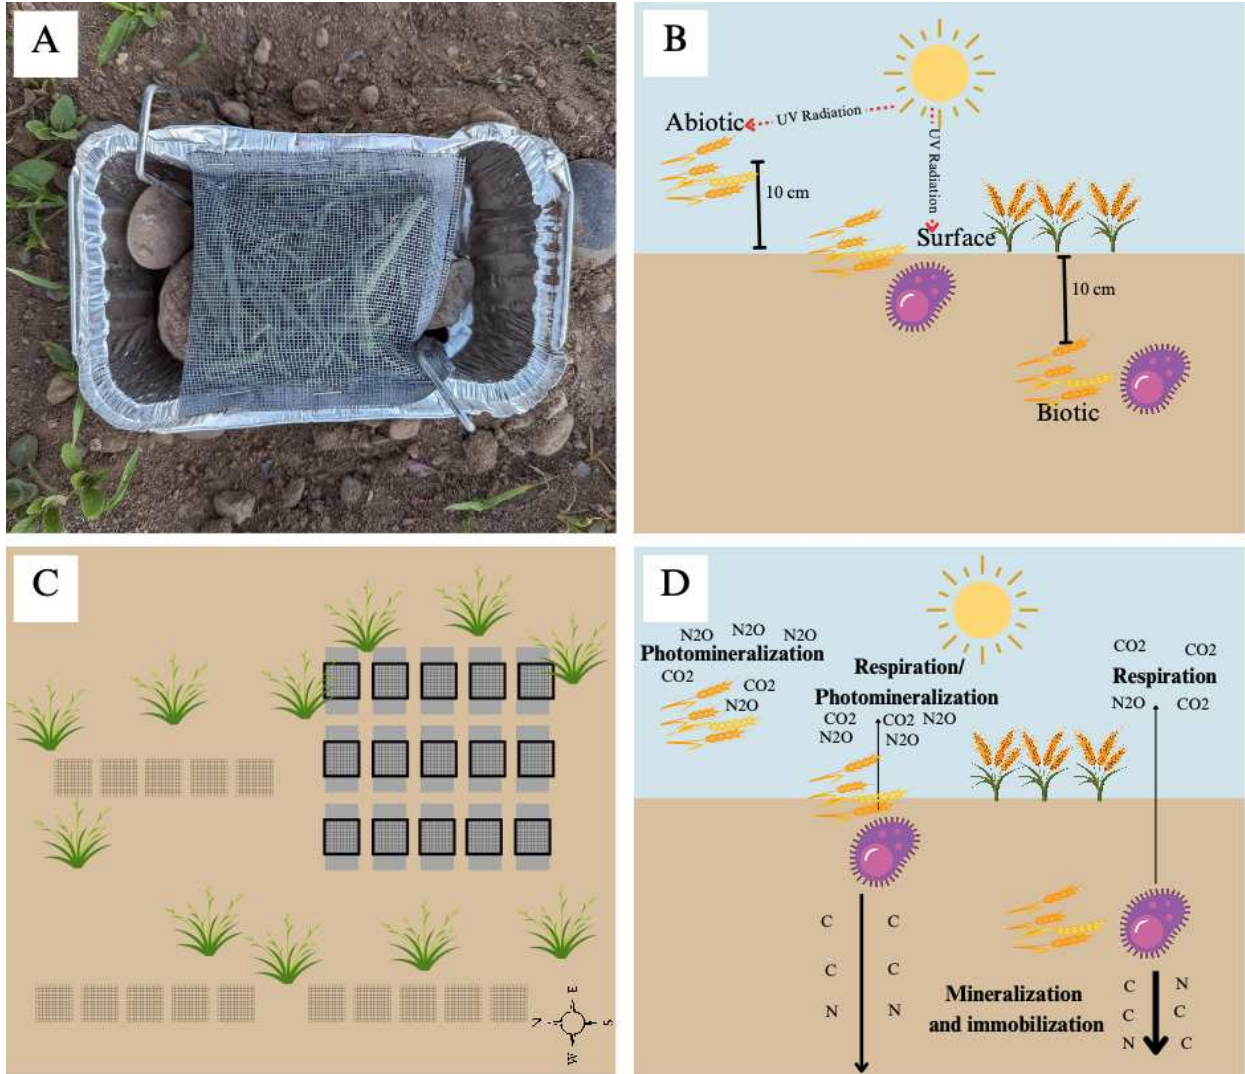 A
B
Abiotic
UV Radiation
UV Radiation
10 cm
Surface
10 cm
Biotic
C
N
E
S
W
D
N2O N2O N2O
Photomineralization
CO2
CO2
N2O
Respiration/
Photomineralization
CO2 CO2 N2O
N2O N2O
CO2
CO2
Respiration
N2O CO2
C C
C C
N N
Mineralization
and immobilization
C N
C C
N C